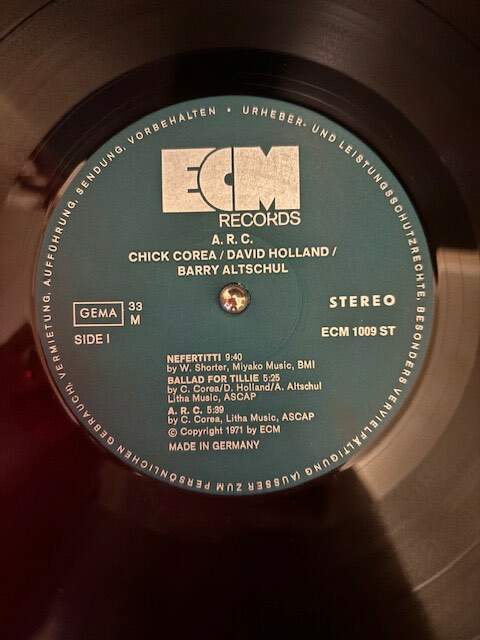 URHEBER- UND LEISTUNGSSCHUTZRECHTE, BESONDERS VERVIELFÄLTIGUNG (AUSSER ZUM PERSÖNLICHEN GEBRAUCH), VERMIETUNG, AUFFÜHRUNG, SENDUNG, VORBEHALTEN •
ECM
RECORDS
A. R. C.
CHICK COREA / DAVID HOLLAND /
BARRY ALTSCHUL
GEMA 33
M
SIDE I
STEREO
ECM 1009 ST
NEFERTITTI 9:40
by W. Shorter, Miyako Music, BMI
BALLAD FOR TILLIE 5:25
by C. Corea/D. Holland/A. Altschul
Litha Music, ASCAP
A. R. C. 5:39
by C. Corea, Litha Music, ASCAP
© Copyright 1971 by ECM
MADE IN GERMANY